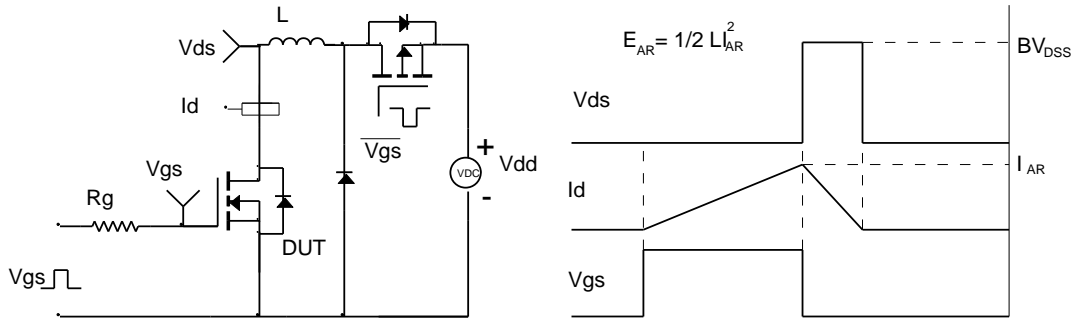 L
Vds
Id
Vgs
Rg
Vgs
DUT
Vgs
VDC
+
Vdd
-
E_AR = 1/2 LI_AR^2
Vds
BV_DSS
I_AR
Id
Vgs